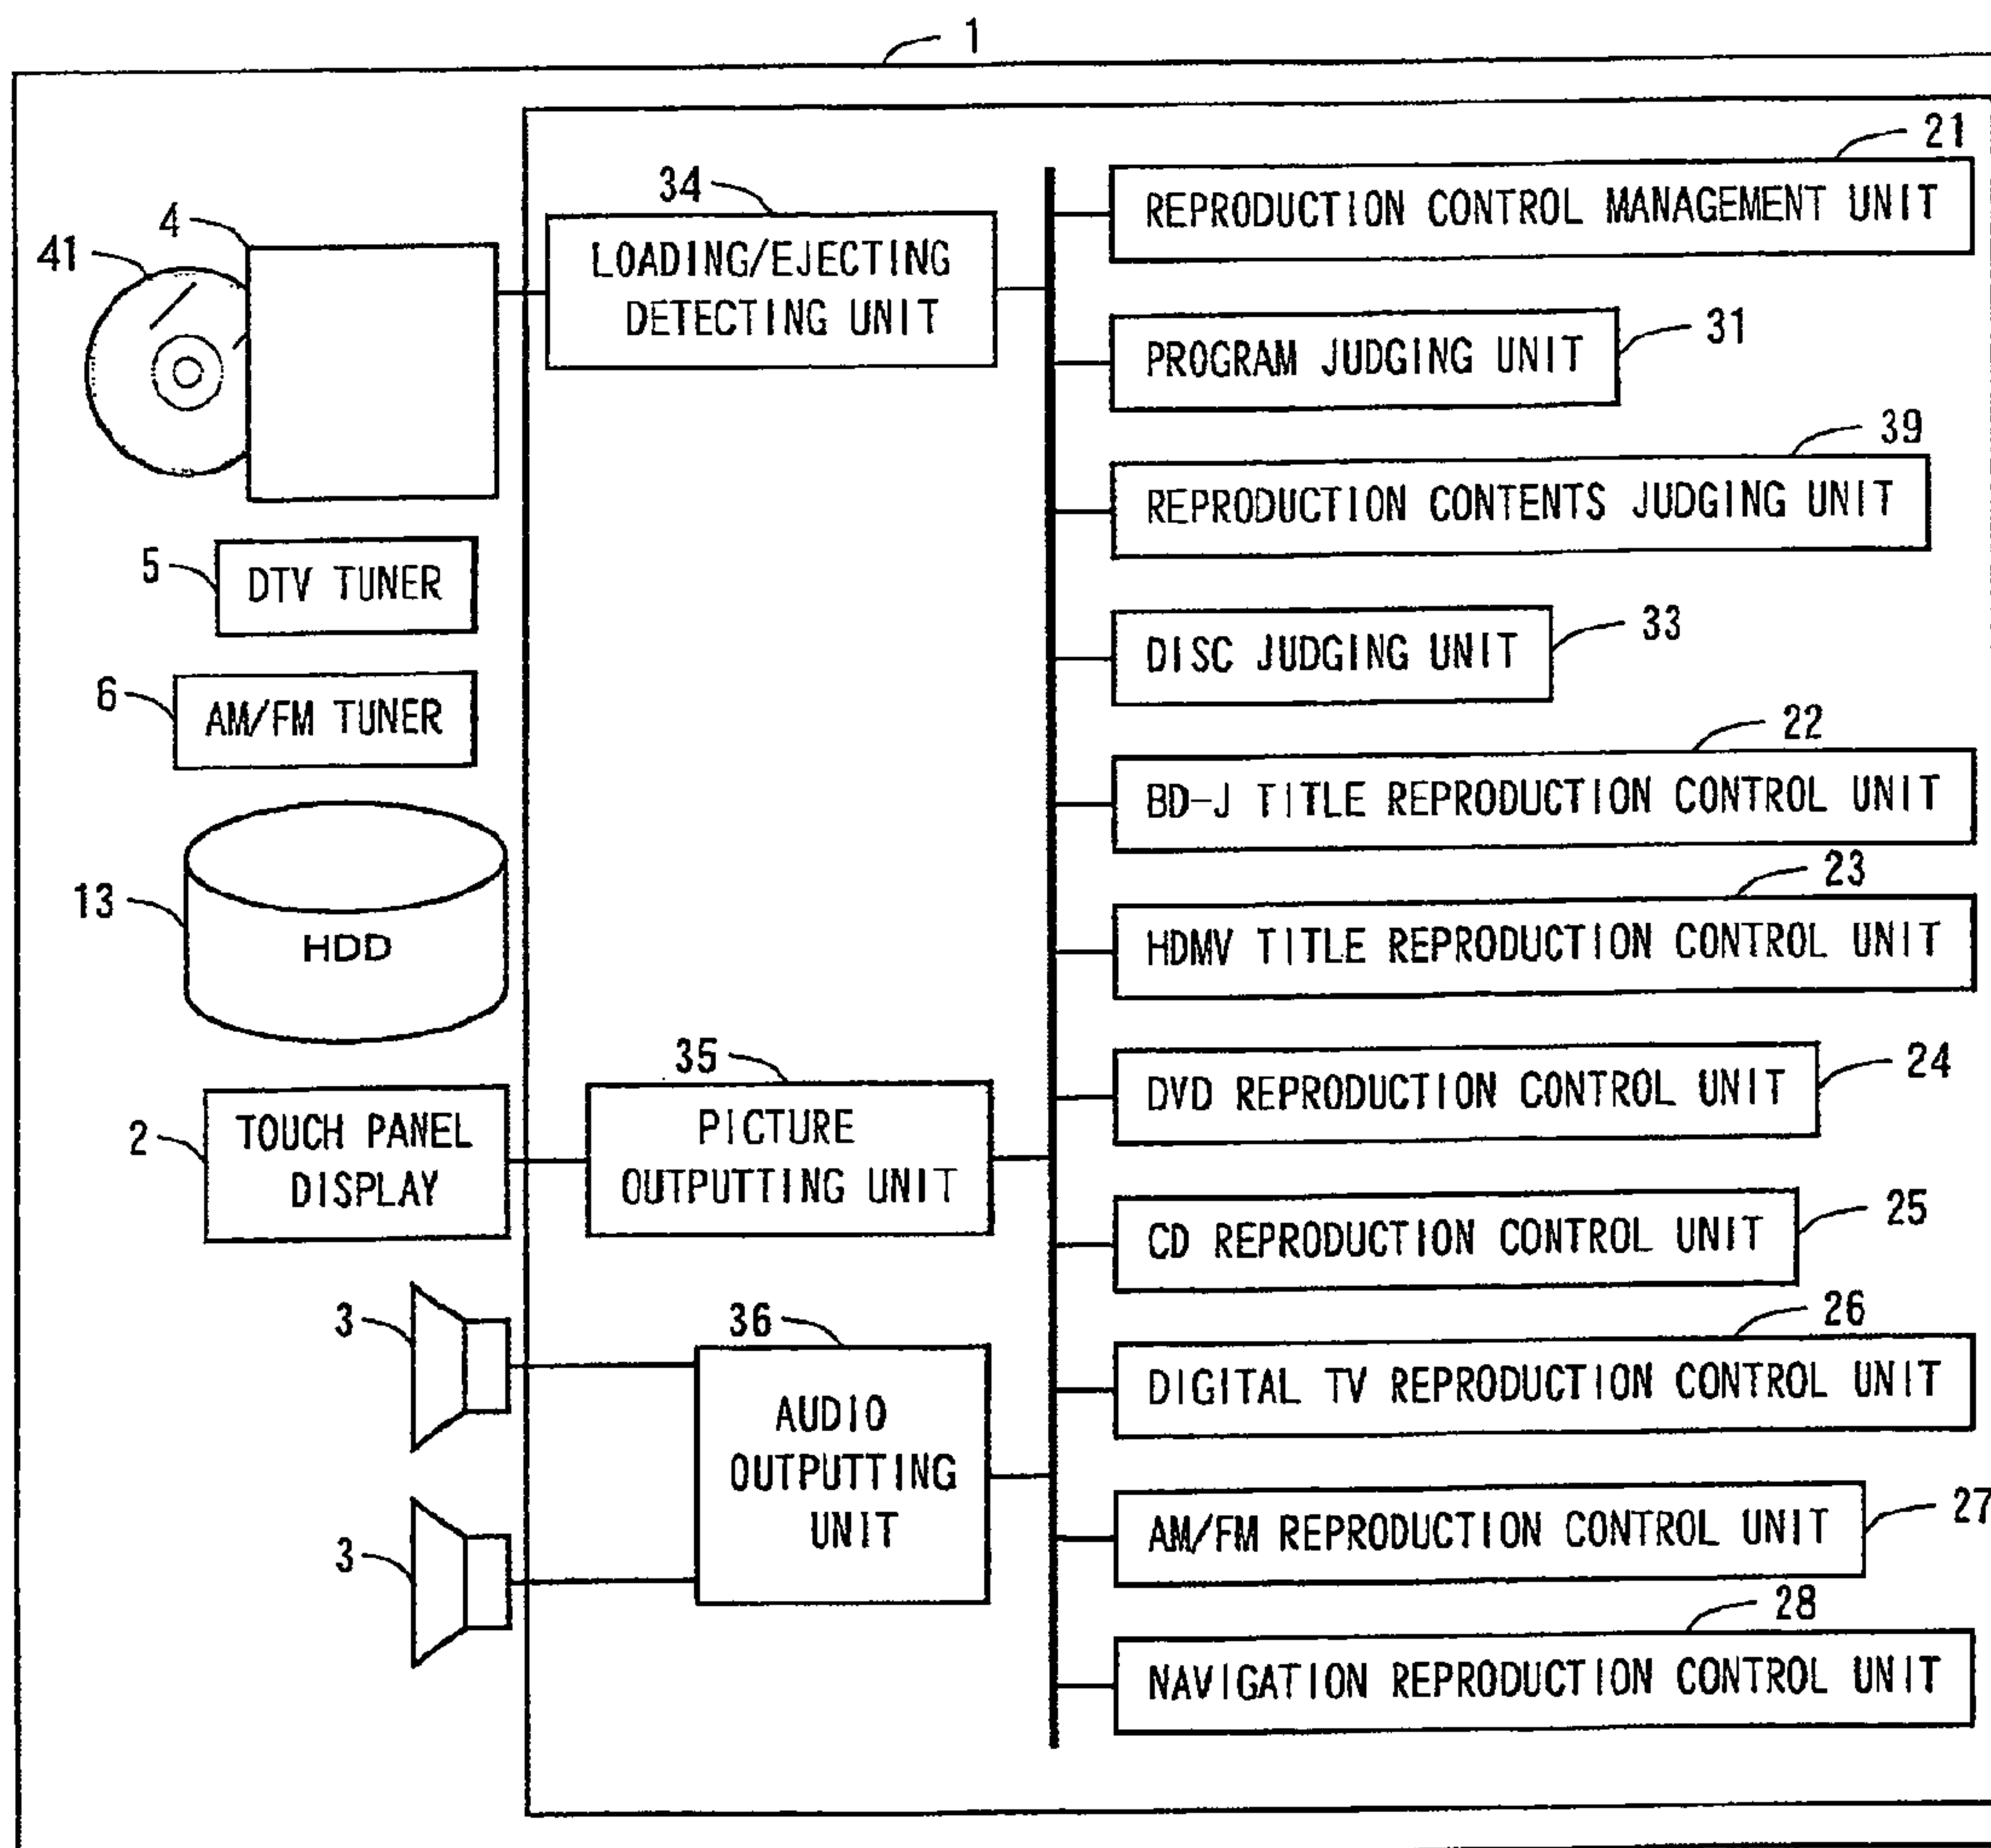 1
21
34
REPRODUCTION CONTROL MANAGEMENT UNIT
4
41
LOADING/EJECTING
DETECTING UNIT
31
PROGRAM JUDGING UNIT
39
REPRODUCTION CONTENTS JUDGING UNIT
5
DTV TUNER
33
DISC JUDGING UNIT
6
AM/FM TUNER
22
BD-J TITLE REPRODUCTION CONTROL UNIT
13
HDD
23
HDMV TITLE REPRODUCTION CONTROL UNIT
35
24
DVD REPRODUCTION CONTROL UNIT
2
TOUCH PANEL
DISPLAY
PICTURE
OUTPUTTING UNIT
25
CD REPRODUCTION CONTROL UNIT
3
36
26
DIGITAL TV REPRODUCTION CONTROL UNIT
AUDIO
OUTPUTTING
UNIT
27
AM/FM REPRODUCTION CONTROL UNIT
3
28
NAVIGATION REPRODUCTION CONTROL UNIT